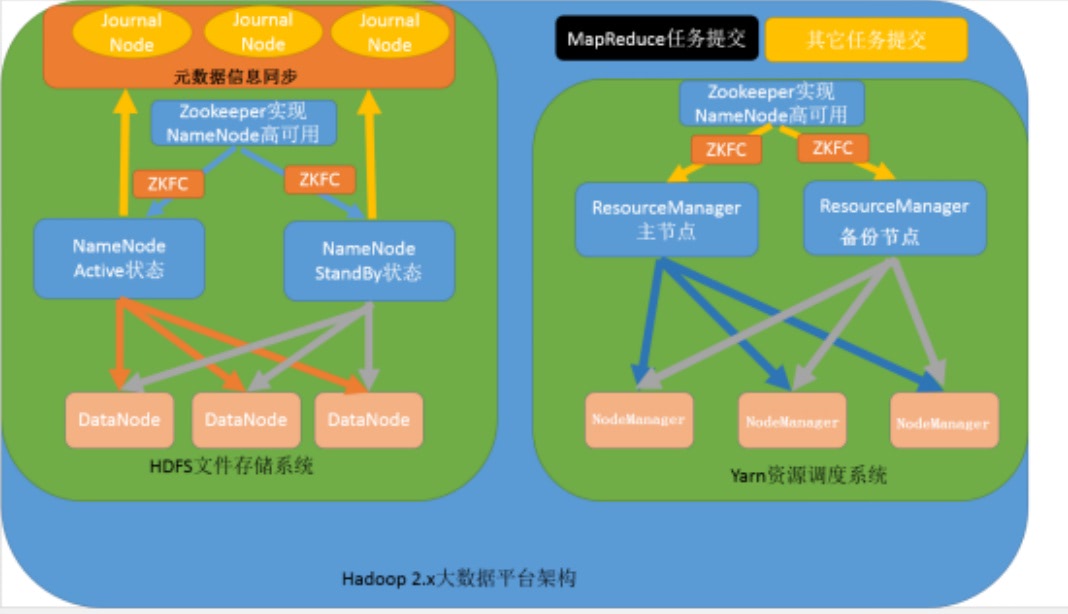 Journal
Node
Journal
Node
Journal
Node
元数据信息同步
Zookeeper实现
NameNode高可用
ZKFC
ZKFC
NameNode
Active状态
NameNode
StandBy状态
DataNode
DataNode
DataNode
HDFS文件存储系统
MapReduce任务提交
其它任务提交
Zookeeper实现
NameNode高可用
ZKFC
ZKFC
ResourceManager
主节点
ResourceManager
备份节点
NodeManager
NodeManager
NodeManager
Yarn资源调度系统
Hadoop 2.x大数据平台架构